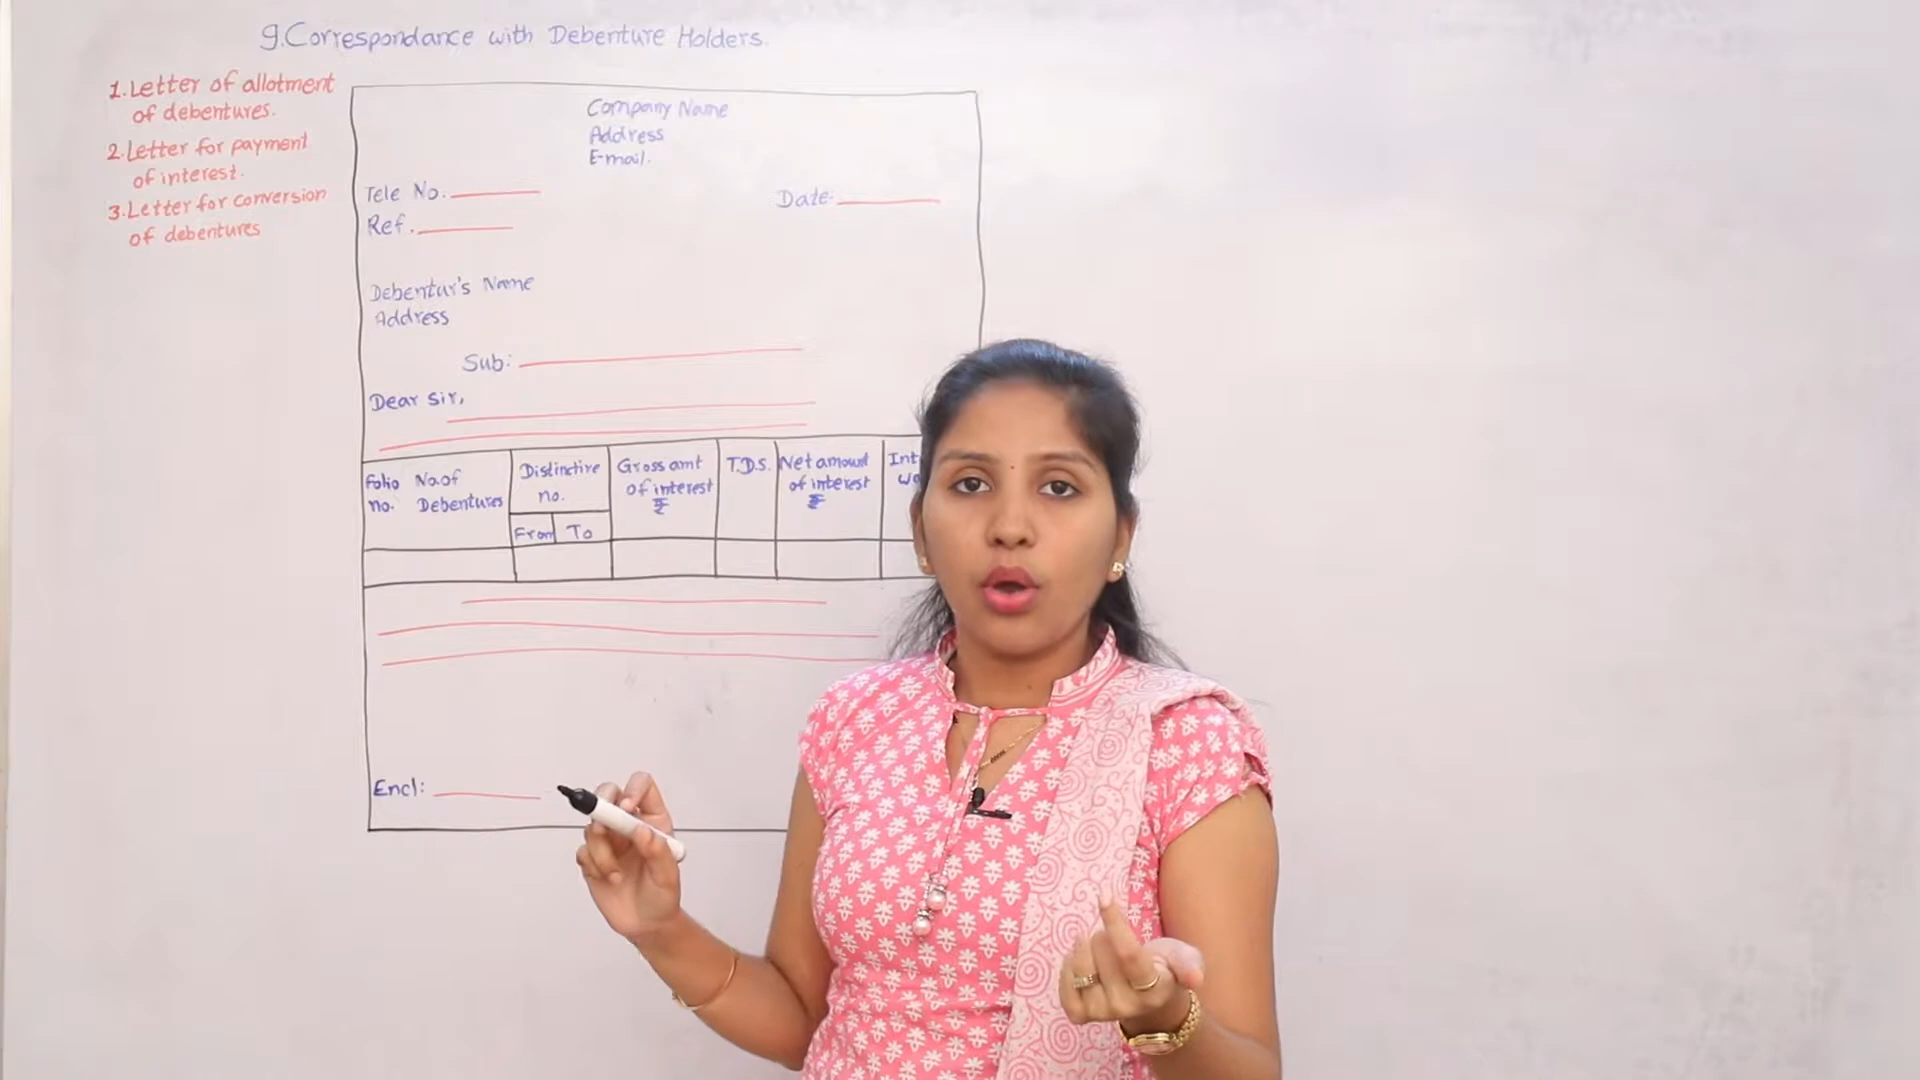 9.Correspondance with Debenture Holders.
1.Letter of allotment
of debentures.
2.Letter for payment
of interest.
3.Letter for conversion
of debentures
Company Name
Address
E-mail.
Tele No.
Date.
Ref.
Debentur's Name
Address
Sub:
Dear Sir,
Folio no.
No.of Debentures
Distinctive no.
From To
Gross amt of interest ₹
T.D.S.
Net amount of interest ₹
Encl: